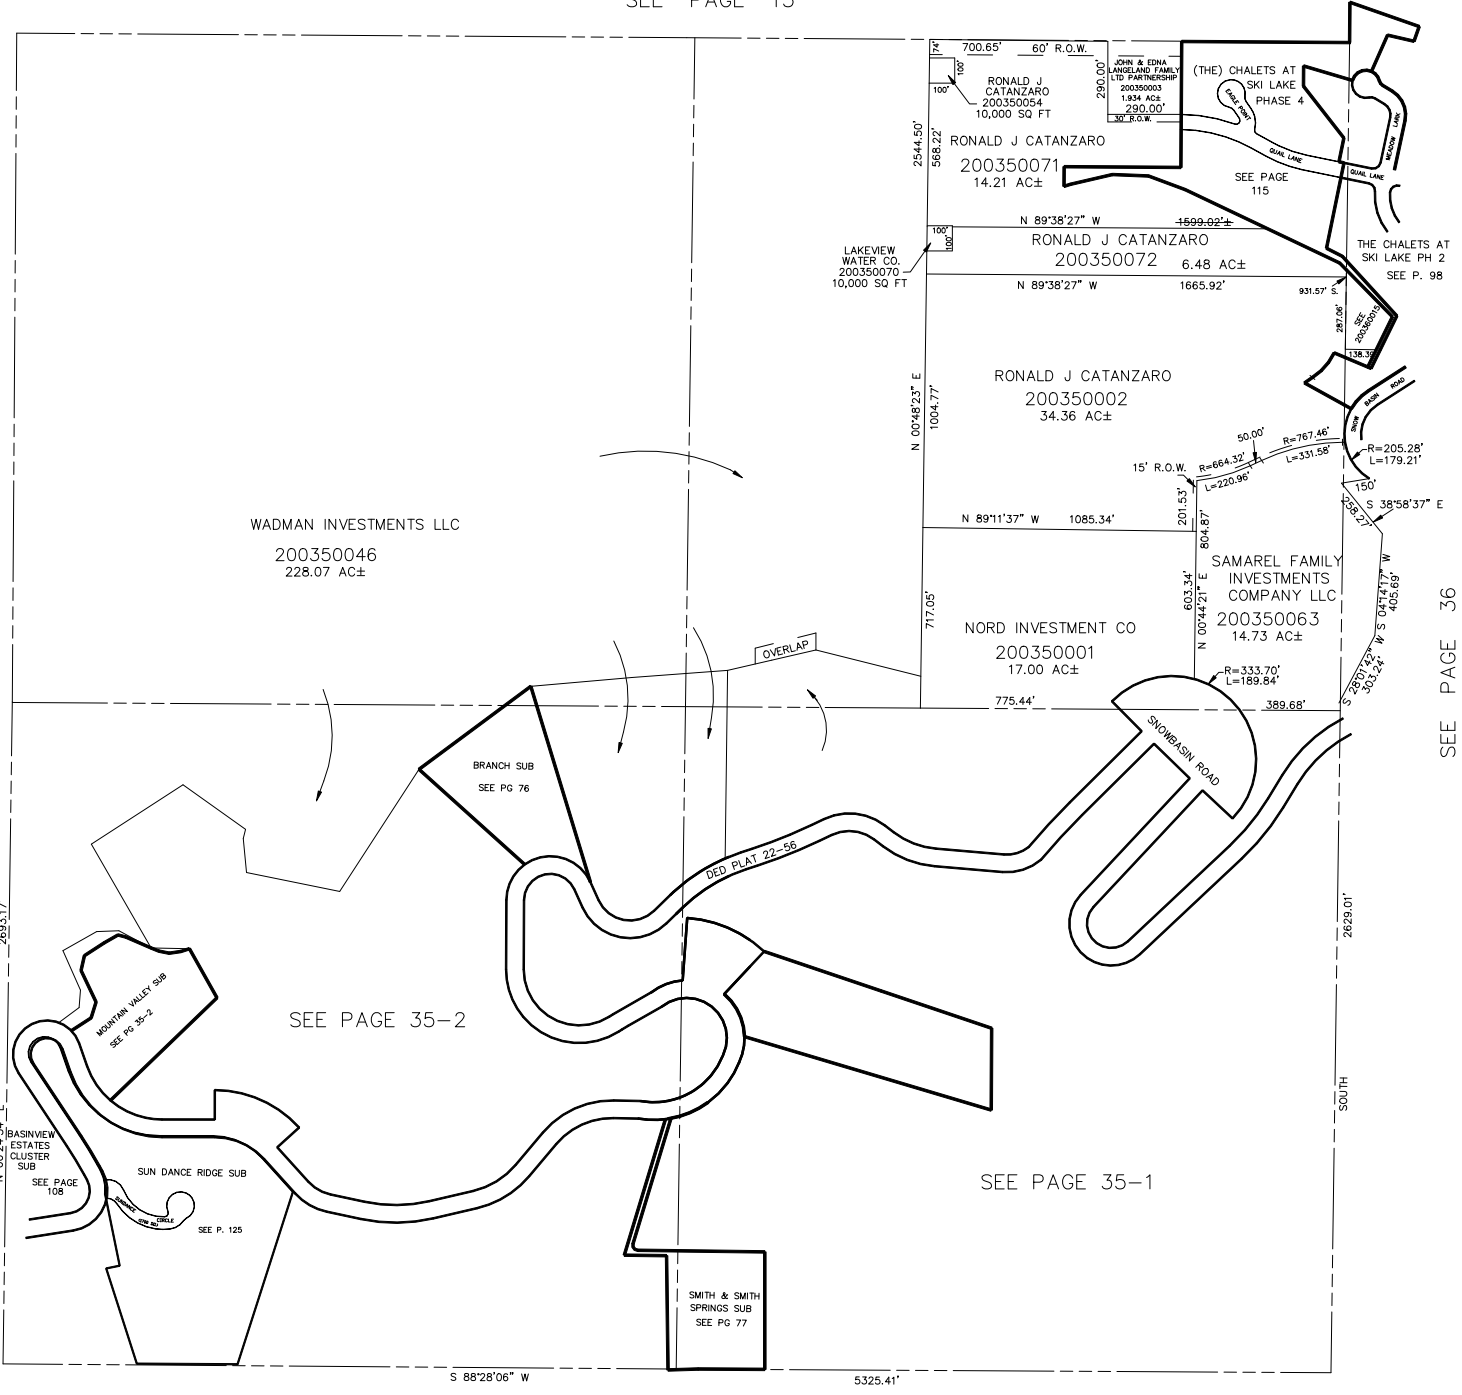 SEE PAGE 15
74'
700.65'
60' R.O.W.
100'
100'
RONALD J
CATANZARO
200350054
10,000 SQ FT
290.00'
JOHN & EDNA
LANGELAND FAMILY
LTD PARTNERSHIP
200350003
1.934 AC±
290.00'
30' R.O.W.
(THE) CHALETS AT
SKI LAKE
PHASE 4
EAGLE POINT
QUAIL LANE
QUAIL LANE
MEADOW LARK
SEE PAGE
115
2544.50'
568.22'
RONALD J CATANZARO
200350071
14.21 AC±
N 89°38'27" W
1599.02'±
100'
100'
LAKEVIEW
WATER CO.
200350070
10,000 SQ FT
RONALD J CATANZARO
200350072
6.48 AC±
N 89°38'27" W
1665.92'
931.57' S.
THE CHALETS AT
SKI LAKE PH 2
SEE P. 98
287.06'
SEE
200360015
138.39
RONALD J CATANZARO
200350002
34.36 AC±
N 00°48'23" E
1004.77'
SNOW BASIN ROAD
50.00'
R=767.46'
L=331.58'
R=664.32'
L=220.96'
R=205.28'
L=179.21'
15' R.O.W.
150'
S 38°58'37" E
258.27'
201.53'
804.87'
N 89°11'37" W
1085.34'
WADMAN INVESTMENTS LLC
200350046
228.07 AC±
SAMAREL FAMILY
INVESTMENTS
COMPANY LLC
200350063
14.73 AC±
603.34'
N 00°44'21" E
S 04°14'17" W
405.69'
SEE PAGE 36
717.05'
NORD INVESTMENT CO
200350001
17.00 AC±
OVERLAP
R=333.70'
L=189.84'
S 28°01'42" W
303.24'
775.44'
389.68'
SNOWBASIN ROAD
BRANCH SUB
SEE PG 76
DED PLAT 22-56
2693.17
2629.01'
MOUNTAIN VALLEY SUB
SEE PG 35-2
SEE PAGE 35-2
SOUTH
BASINVIEW
ESTATES
CLUSTER
SUB
SEE PAGE
108
SUN DANCE RIDGE SUB
SUNDANCE
CIRCLE
SEE P. 125
SEE PAGE 35-1
SMITH & SMITH
SPRINGS SUB
SEE PG 77
S 88°28'06" W
5325.41'